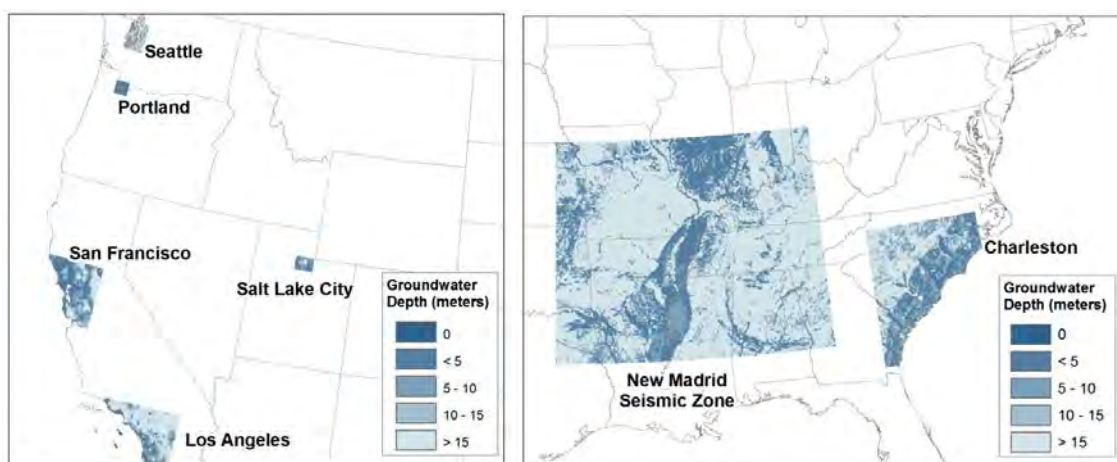 Seattle
Portland
San Francisco
Salt Lake City
Los Angeles
Groundwater
Depth (meters)
0
< 5
5 - 10
10 - 15
> 15
Charleston
New Madrid
Seismic Zone
Groundwater
Depth (meters)
0
< 5
5 - 10
10 - 15
> 15